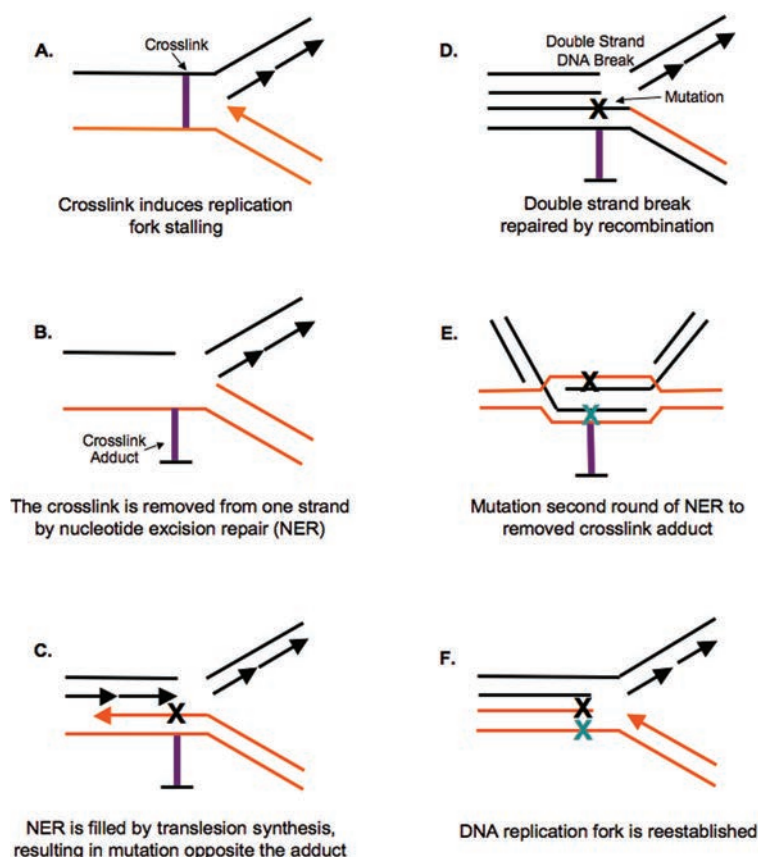 A.
Crosslink
Crosslink induces replication
fork stalling
B.
Crosslink
Adduct
The crosslink is removed from one strand
by nucleotide excision repair (NER)
C.
X
NER is filled by translesion synthesis,
resulting in mutation opposite the adduct
D.
Double Strand
DNA Break
Mutation
X
Double strand break
repaired by recombination
E.
X
X
Mutation second round of NER to
removed crosslink adduct
F.
X
X
DNA replication fork is reestablished